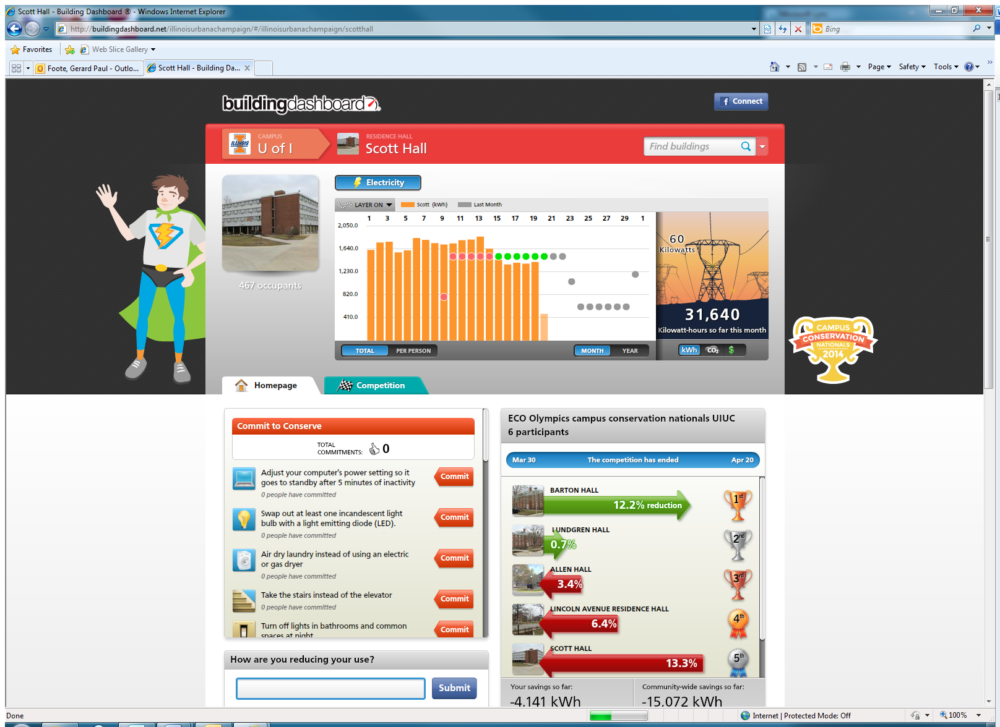 Scott Hall - Building Dashboard ® - Windows Internet Explorer
http://buildingdashboard.net/illinoisurbanachampaign/#/illinoisurbanachampaign/scotthall
Bing
Favorites
Web Slice Gallery
Foote, Gerard Paul - Outlo...
Scott Hall - Building Da...
Page
Safety
Tools
buildingdashboard
f Connect
ILLINOIS
CAMPUS
U of I
RESIDENCE HALL
Scott Hall
Find buildings
467 occupants
Electricity
LAYER ON
Scott (kWh)
Last Month
1 3 5 7 9 11 13 15 17 19 21 23 25 27 29 1
2,050.0
1,640.0
1,230.0
820.0
410.0
60
Kilowatts
31,640
Kilowatt-hours so far this month
TOTAL
PER PERSON
MONTH
YEAR
kWh
CO2
$
CAMPUS
CONSERVATION
NATIONALS
2014
Homepage
Competition
Commit to Conserve
TOTAL
COMMITMENTS:
0
Adjust your computer's power setting so it
goes to standby after 5 minutes of inactivity
0 people have committed
Commit
Swap out at least one incandescent light
bulb with a light emitting diode (LED).
0 people have committed
Commit
Air dry laundry instead of using an electric
or gas dryer
0 people have committed
Commit
Take the stairs instead of the elevator
0 people have committed
Commit
Turn off lights in bathrooms and common
spaces at night
Commit
How are you reducing your use?
Submit
ECO Olympics campus conservation nationals UIUC
6 participants
Mar 30
The competition has ended
Apr 20
BARTON HALL
12.2% reduction
1st
LUNDGREN HALL
0.7%
2nd
ALLEN HALL
3.4%
3rd
LINCOLN AVENUE RESIDENCE HALL
6.4%
4th
SCOTT HALL
13.3%
5th
Your savings so far:
-4,141 kWh
Community-wide savings so far:
-15,072 kWh
Done
Internet | Protected Mode: Off
100%